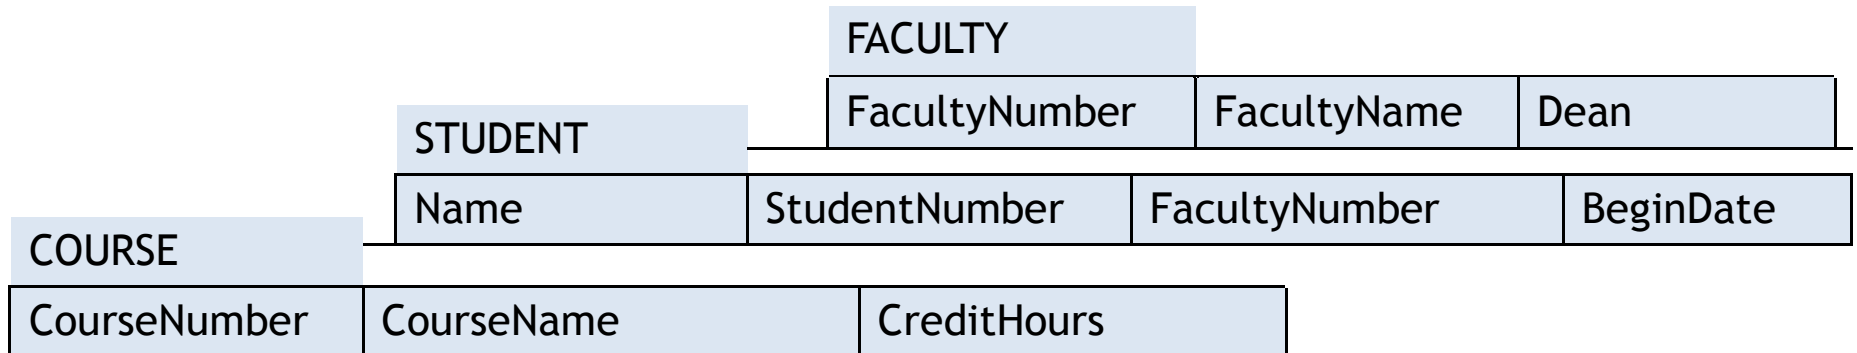 FACULTY
FacultyNumber FacultyName Dean
STUDENT
Name StudentNumber FacultyNumber BeginDate
COURSE
CourseNumber CourseName CreditHours